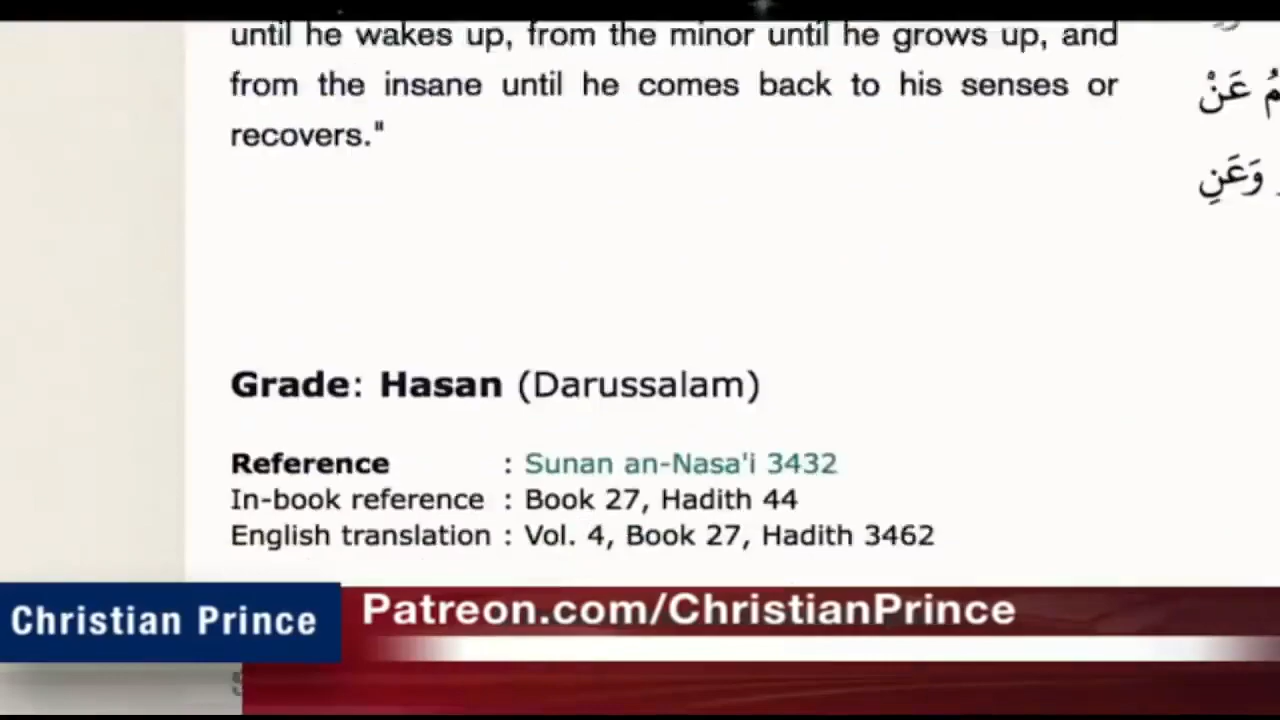 until he wakes up, from the minor until he grows up, and
from the insane until he comes back to his senses or
recovers."
عَنْ
وَعَنِ
Grade: Hasan (Darussalam)
Reference : Sunan an-Nasa'i 3432
In-book reference : Book 27, Hadith 44
English translation : Vol. 4, Book 27, Hadith 3462
Christian Prince
Patreon.com/ChristianPrince